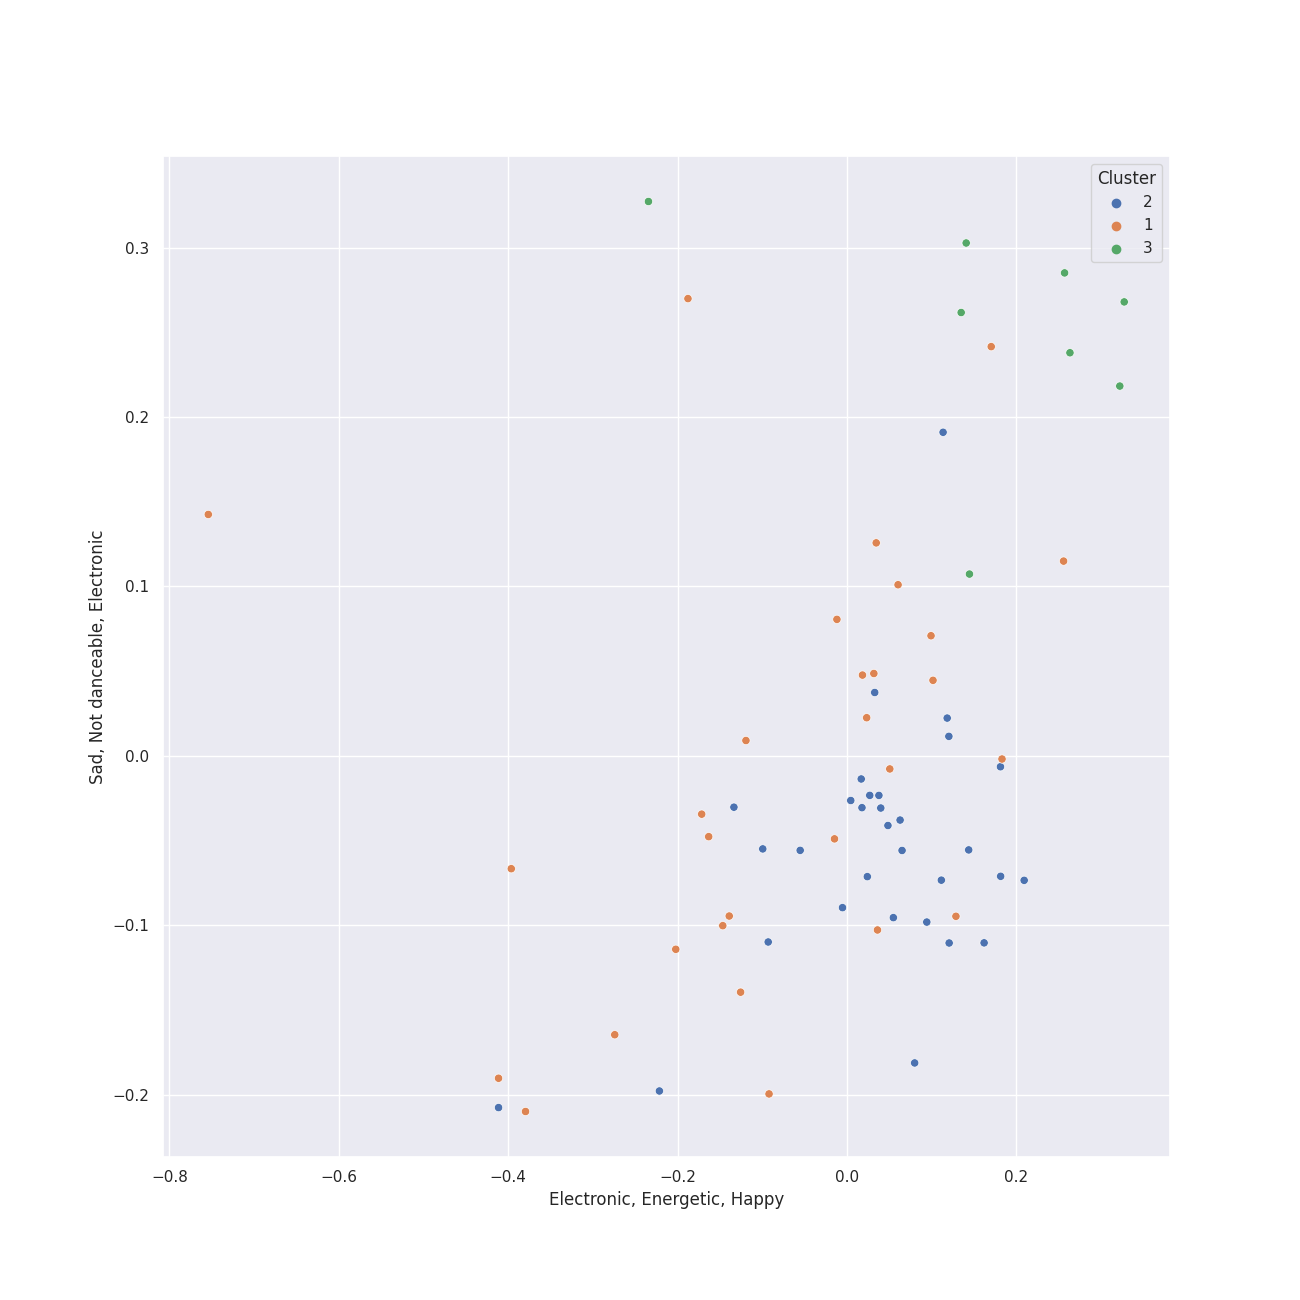 Cluster
2
1
3
0.3
0.2
0.1
0.0
−0.1
−0.2
Sad, Not danceable, Electronic
−0.8 −0.6 −0.4 −0.2 0.0 0.2
Electronic, Energetic, Happy